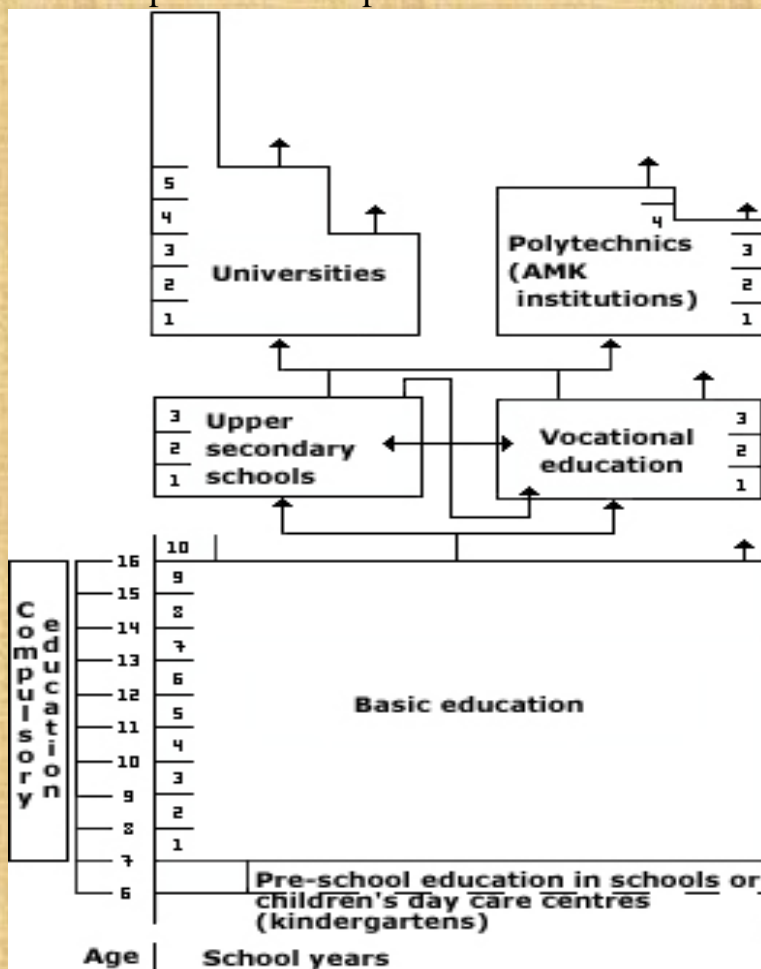 5
4
3
2
1
Universities
4
3
2
1
Polytechnics
(AMK
institutions)
3
2
1
Upper
secondary
schools
3
2
1
Vocational
education
16
15
14
13
12
11
10
9
8
7
6
Compulsory
education
10
9
8
7
6
5
4
3
2
1
Basic education
Pre-school education in schools or
children's day care centres
(kindergartens)
Age
School years